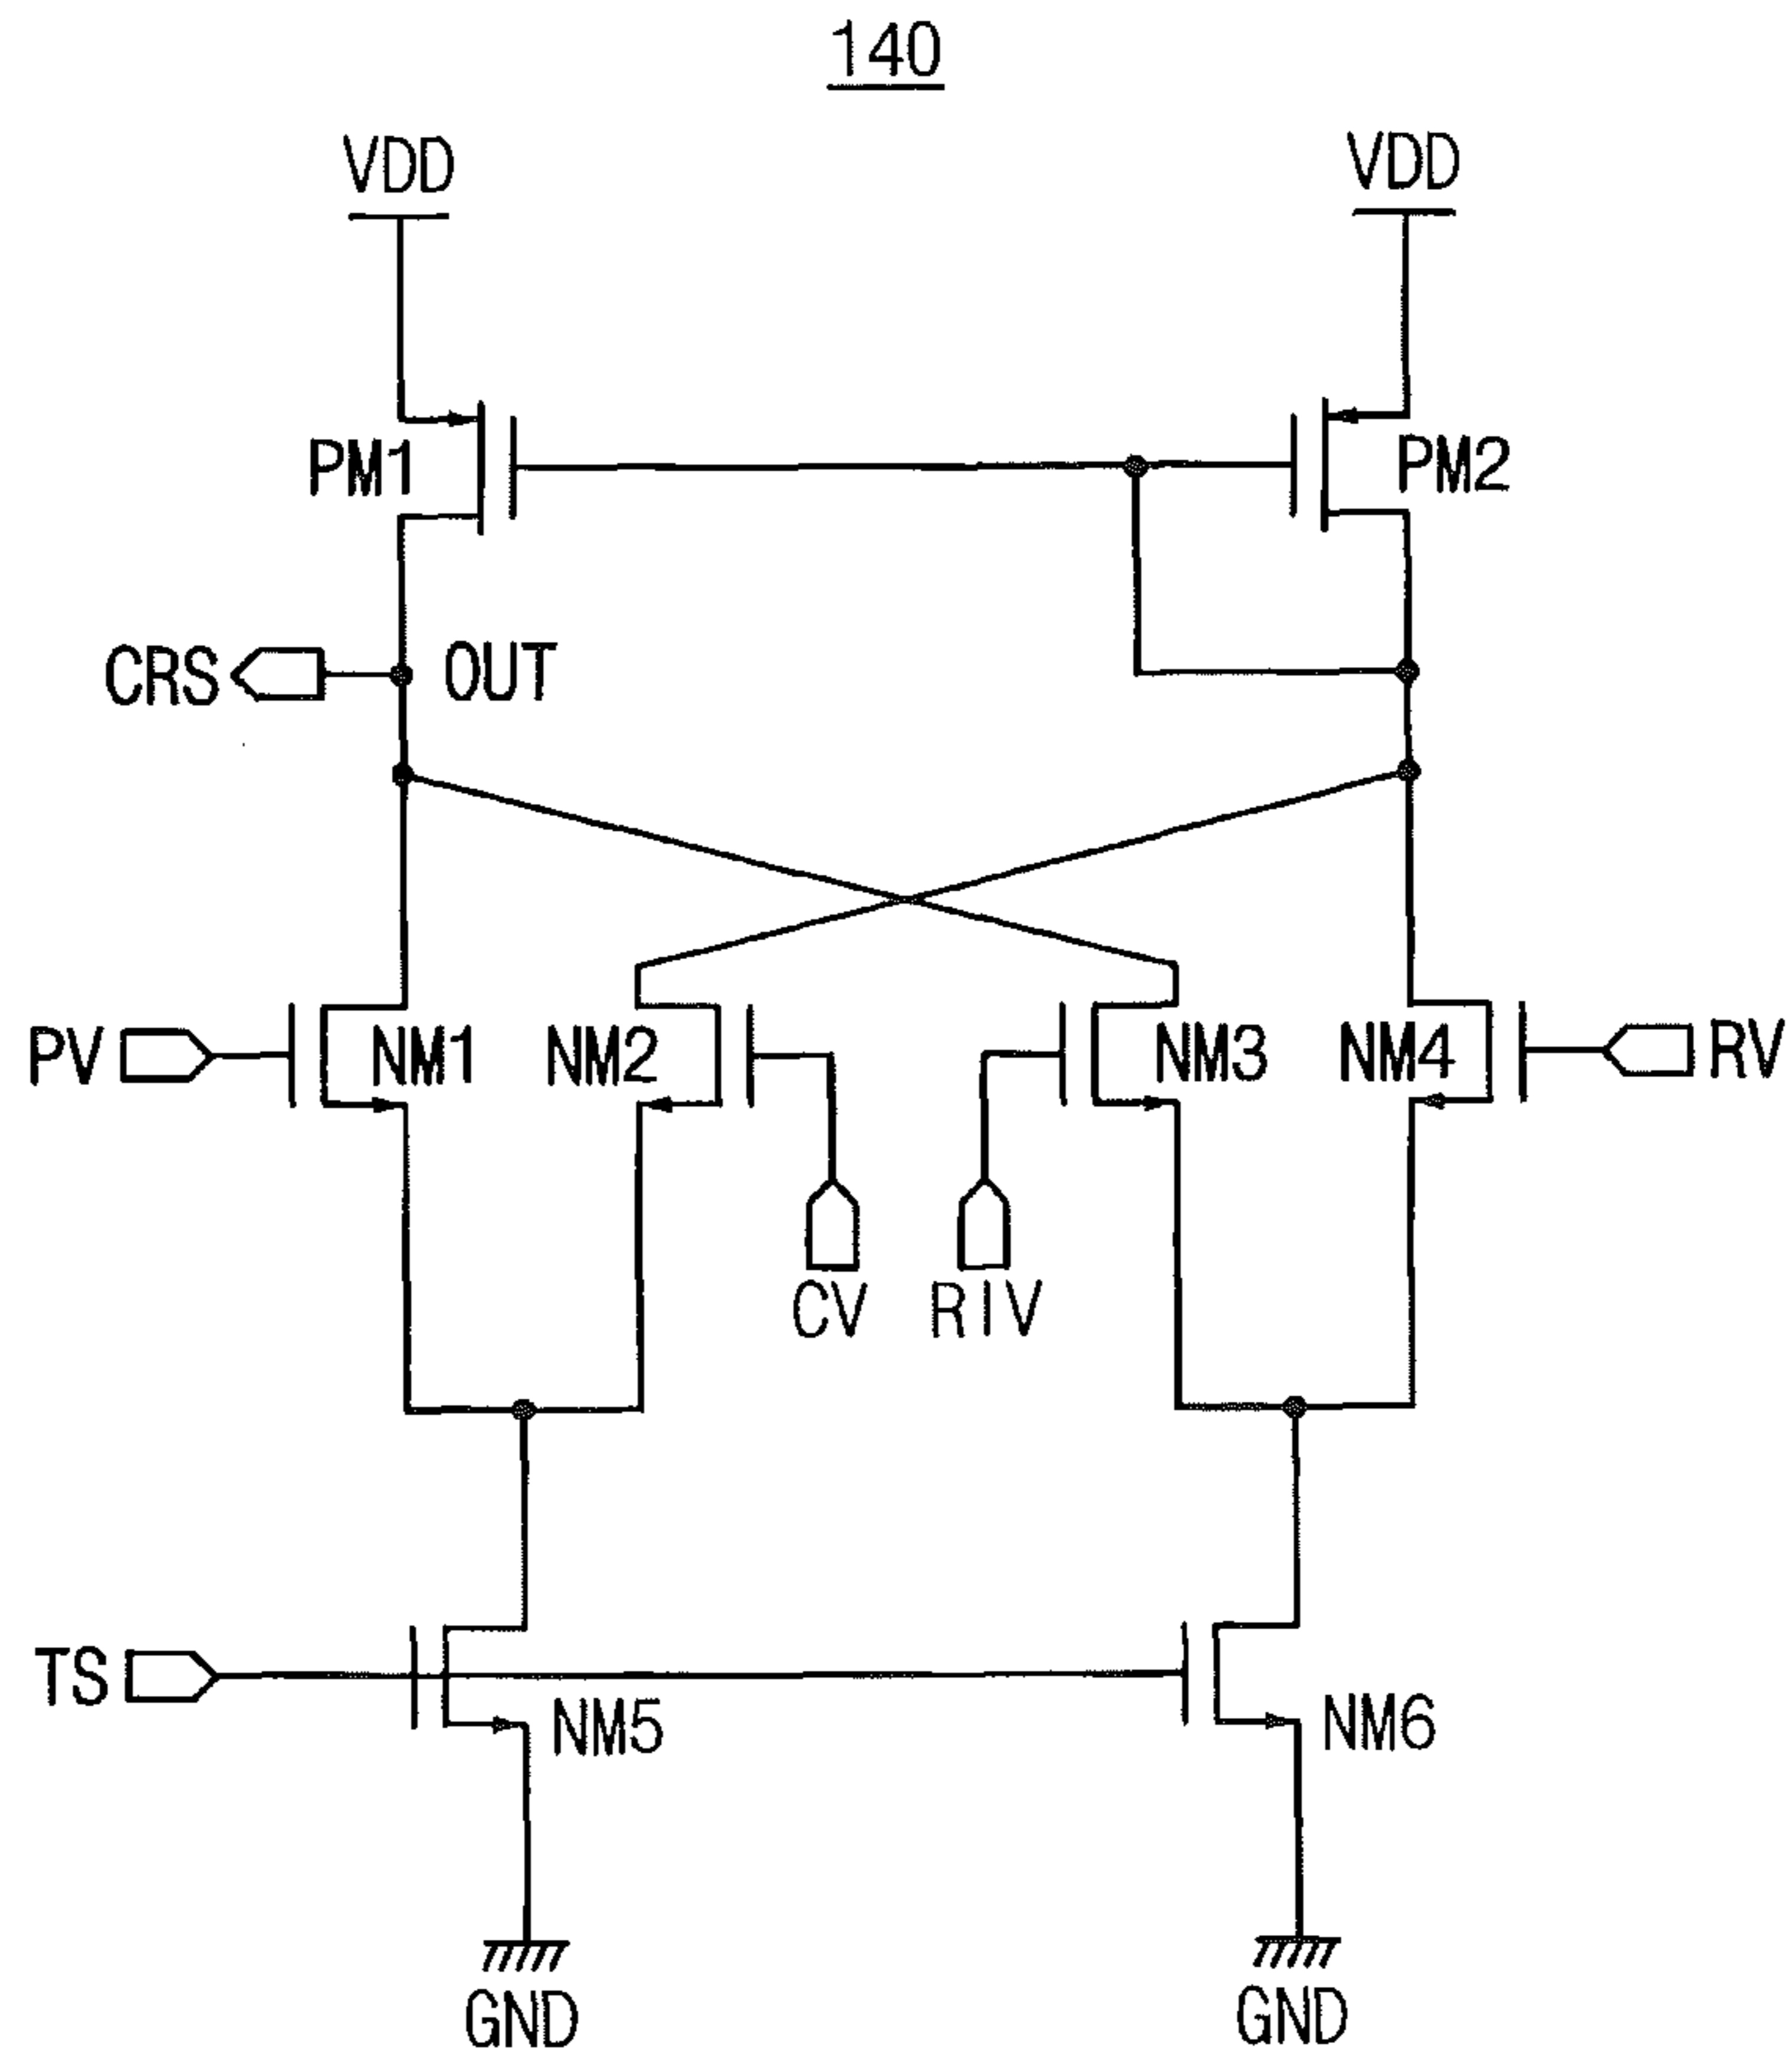 140
VDD VDD
PM1 PM2
CRS OUT
PV NM1 NM2 NM3 NM4 RV
CV RIV
TS NM5 NM6
GND GND